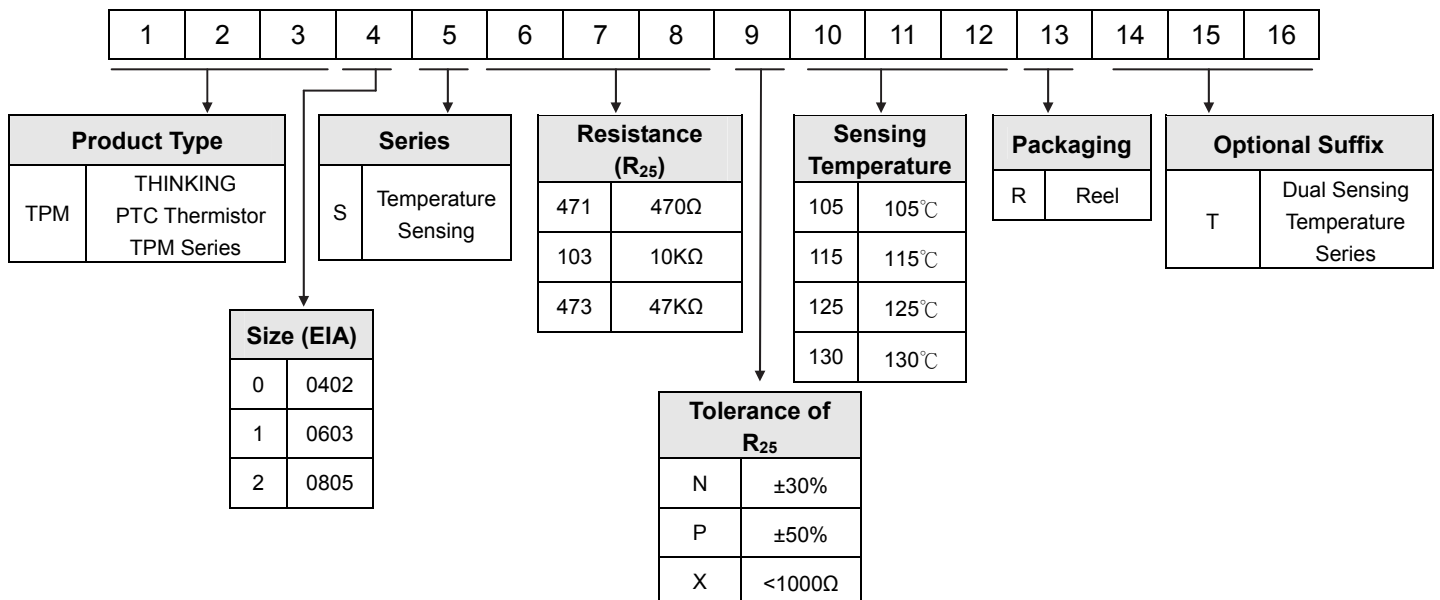 1 2 3 4 5 6 7 8 9 10 11 12 13 14 15 16
Product Type
TPM THINKING
PTC Thermistor
TPM Series
Size (EIA)
0 0402
1 0603
2 0805
Series
S Temperature
Sensing
Resistance
(R25)
471 470Ω
103 10KΩ
473 47KΩ
Tolerance of
R25
N ±30%
P ±50%
X <1000Ω
Sensing
Temperature
105 105℃
115 115℃
125 125℃
130 130℃
Packaging
R Reel
Optional Suffix
T Dual Sensing
Temperature
Series